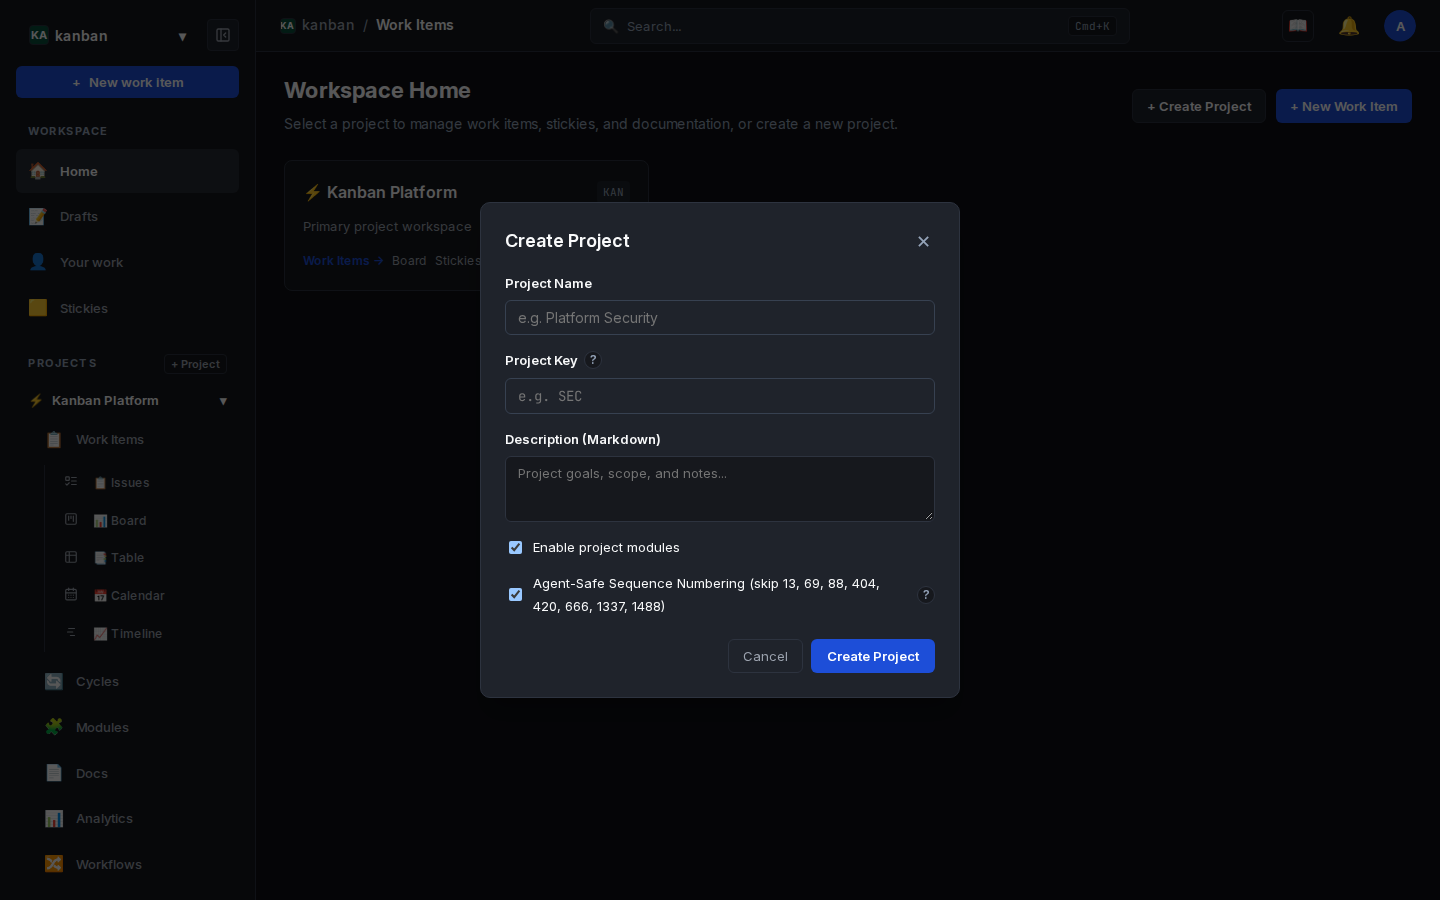 KA kanban ▾
+ New work item
WORKSPACE
Home
Drafts
Your work
Stickies
PROJECTS
+ Project
Kanban Platform ▾
Work Items
Issues
Board
Table
Calendar
Timeline
Cycles
Modules
Docs
Analytics
Workflows
KA kanban / Work Items
Search...
Cmd+K
A
Workspace Home
Select a project to manage work items, stickies, and documentation, or create a new project.
+ Create Project
+ New Work Item
Kanban Platform
KAN
Primary project workspace
Work Items → Board Stickies
Create Project
✕
Project Name
e.g. Platform Security
Project Key ?
e.g. SEC
Description (Markdown)
Project goals, scope, and notes...
Enable project modules
Agent-Safe Sequence Numbering (skip 13, 69, 88, 404,
420, 666, 1337, 1488)
?
Cancel
Create Project